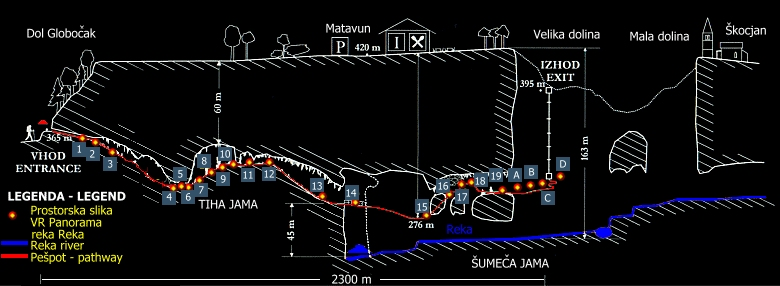 Dol Globočak
Matavun
Velika dolina
Mala dolina
Škocjan
P
I
420 m
IZHOD
EXIT
395 m
60 m
163 m
365 m
VHOD
ENTRANCE
1
2
3
4
5
6
7
8
9
10
11
12
13
14
15
16
17
18
19
A
B
C
D
60 m
TIHA JAMA
276 m
45 m
Reka
ŠUMEČA JAMA
LEGENDA - LEGEND
Prostorska slika
VR Panorama
reka Reka
Reka river
Pešpot - pathway
2300 m